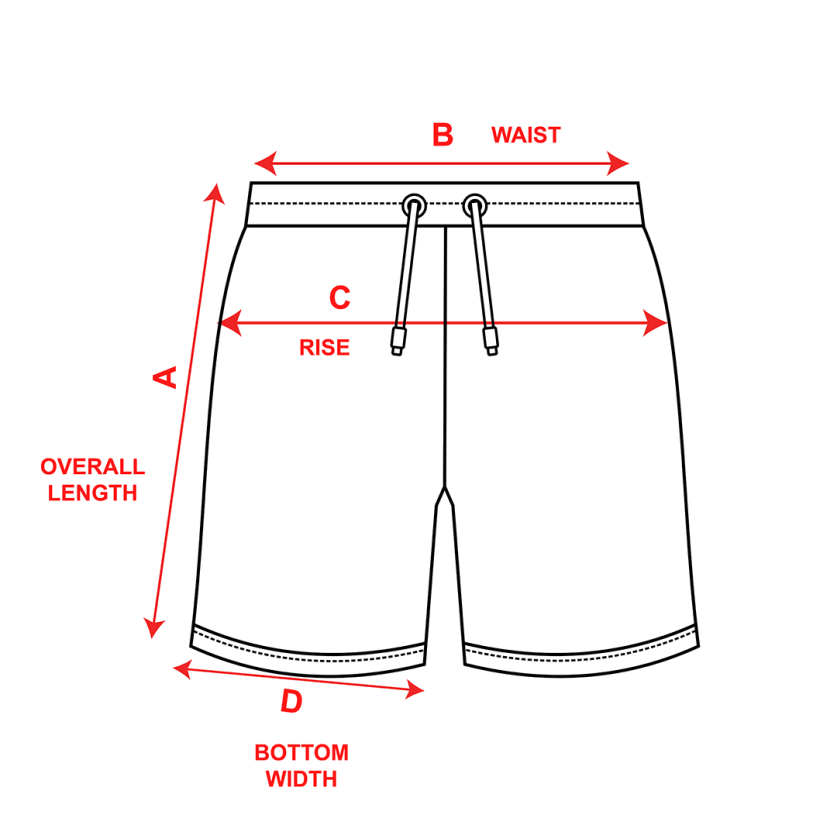 B WAIST
C
RISE
A
OVERALL
LENGTH
D
BOTTOM
WIDTH